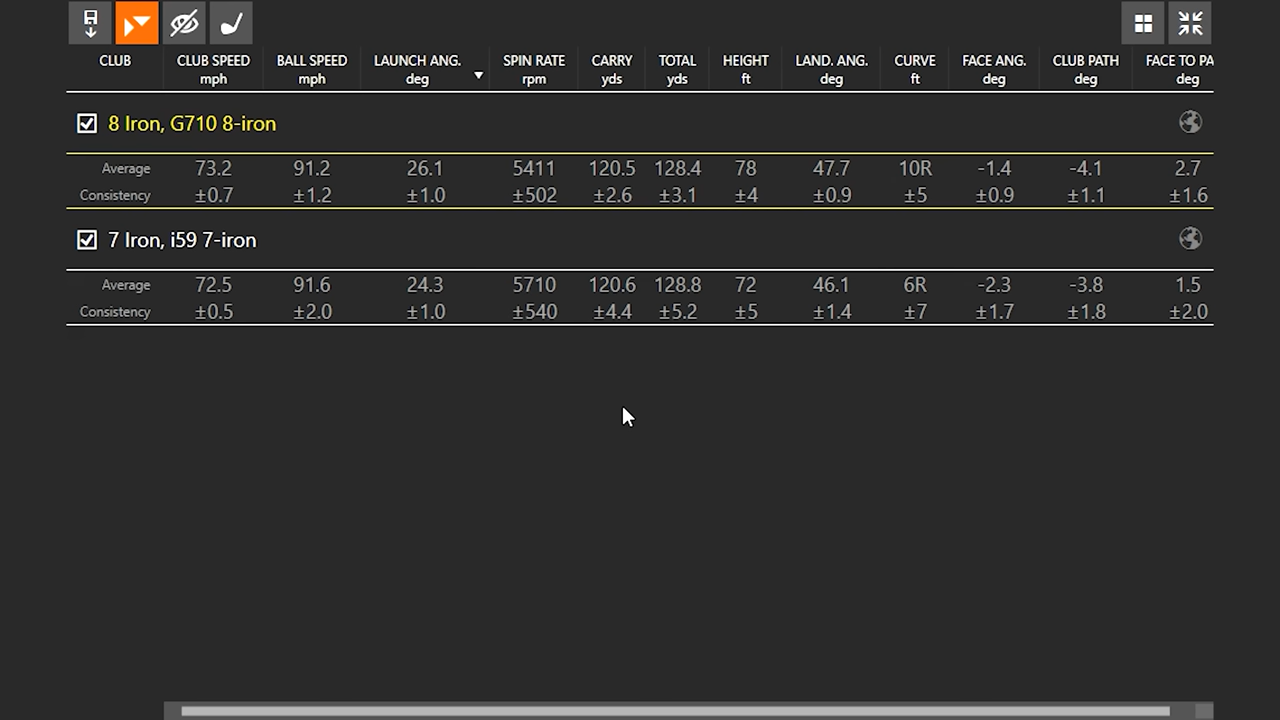 CLUB CLUB SPEED BALL SPEED LAUNCH ANG. SPIN RATE CARRY TOTAL HEIGHT LAND. ANG. CURVE FACE ANG. CLUB PATH FACE TO PA
mph mph deg rpm yds yds ft deg ft deg deg deg
8 Iron, G710 8-iron
Average 73.2 91.2 26.1 5411 120.5 128.4 78 47.7 10R -1.4 -4.1 2.7
Consistency ±0.7 ±1.2 ±1.0 ±502 ±2.6 ±3.1 ±4 ±0.9 ±5 ±0.9 ±1.1 ±1.6
7 Iron, i59 7-iron
Average 72.5 91.6 24.3 5710 120.6 128.8 72 46.1 6R -2.3 -3.8 1.5
Consistency ±0.5 ±2.0 ±1.0 ±540 ±4.4 ±5.2 ±5 ±1.4 ±7 ±1.7 ±1.8 ±2.0